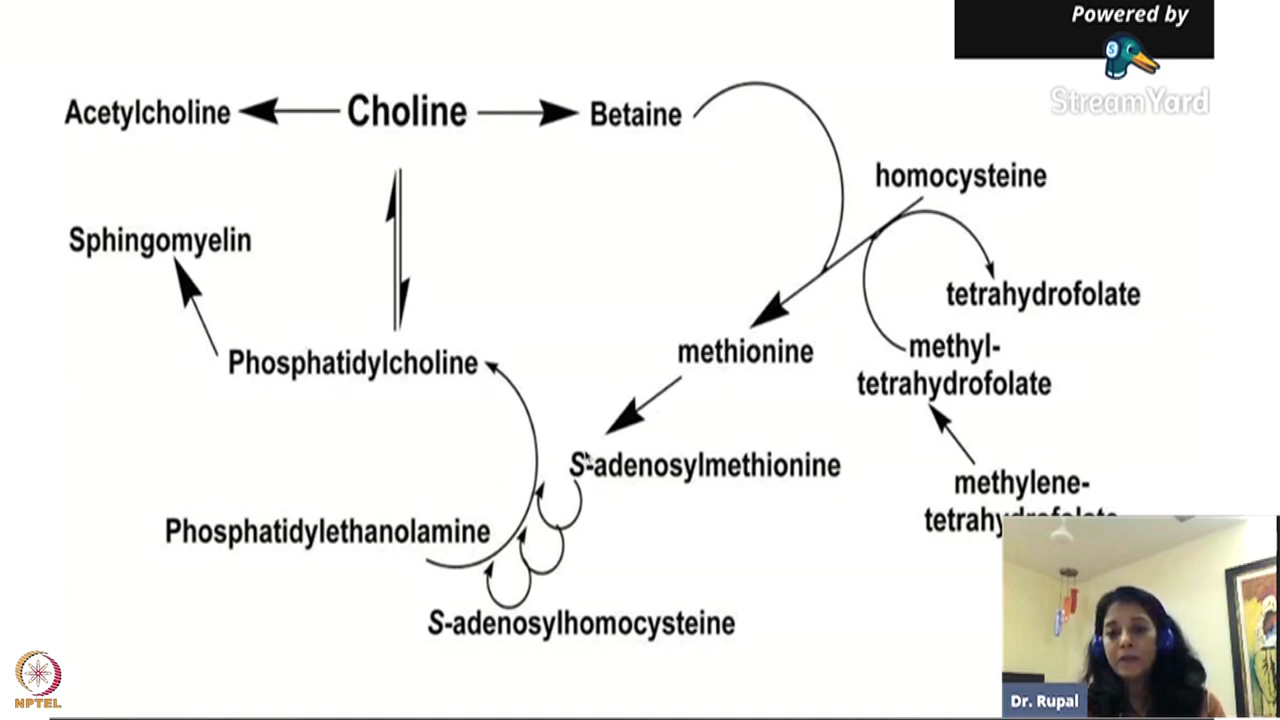 Powered by
StreamYard
Acetylcholine
Choline
Betaine
homocysteine
Sphingomyelin
tetrahydrofolate
Phosphatidylcholine
methionine
methyl-
tetrahydrofolate
S-adenosylmethionine
methylene-
Phosphatidylethanolamine
S-adenosylhomocysteine
NPTEL
Dr. Rupal